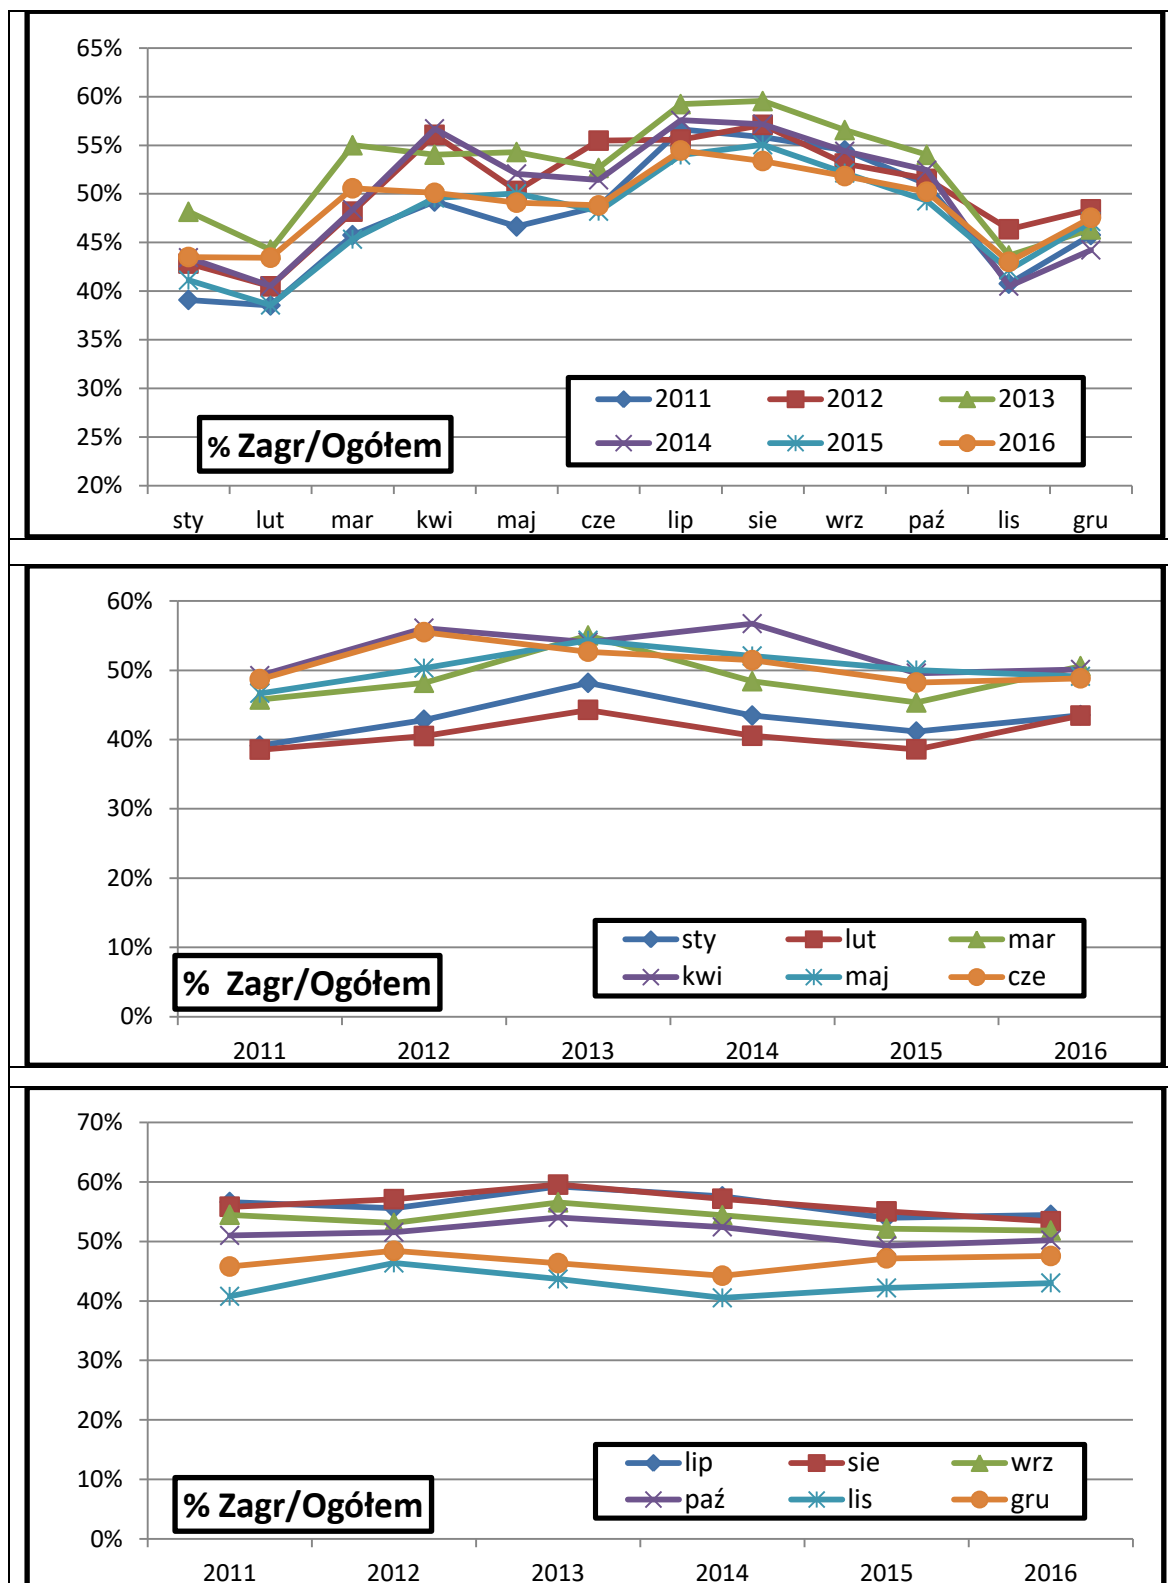 65%
60%
55%
50%
45%
40%
35%
30%
25%
20%
2011 2012 2013
2014 2015 2016
% Zagr/Ogółem
sty lut mar kwi maj cze lip sie wrz paź lis gru
60%
50%
40%
30%
20%
10%
0%
sty lut mar
kwi maj cze
% Zagr/Ogółem
2011 2012 2013 2014 2015 2016
70%
60%
50%
40%
30%
20%
10%
0%
lip sie wrz
paź lis gru
% Zagr/Ogółem
2011 2012 2013 2014 2015 2016